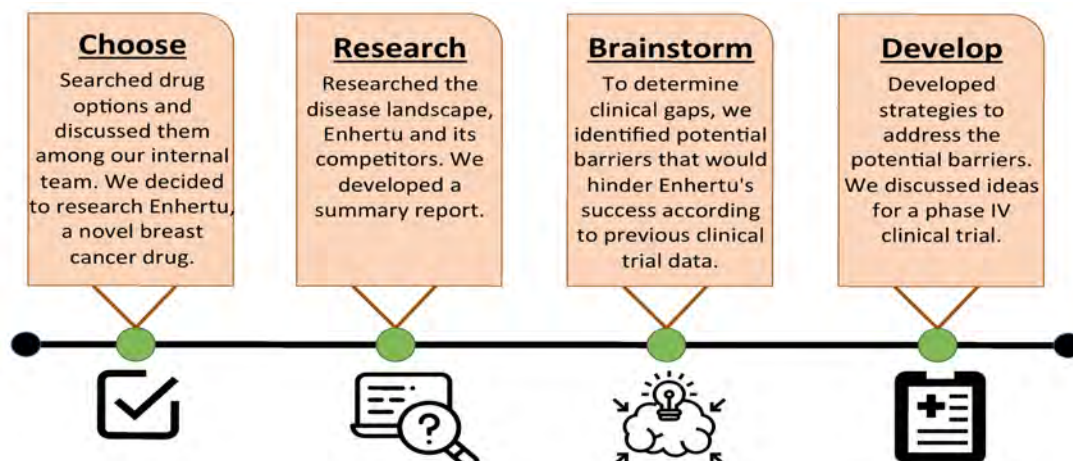 Choose
Searched drug
options and
discussed them
among our internal
team. We decided
to research Enhertu,
a novel breast
cancer drug.
Research
Researched the
disease landscape,
Enhertu and its
competitors. We
developed a
summary report.
Brainstorm
To determine
clinical gaps, we
identified potential
barriers that would
hinder Enhertu's
success according
to previous clinical
trial data.
Develop
Developed
strategies to
address the
potential barriers.
We discussed ideas
for a phase IV
clinical trial.
?